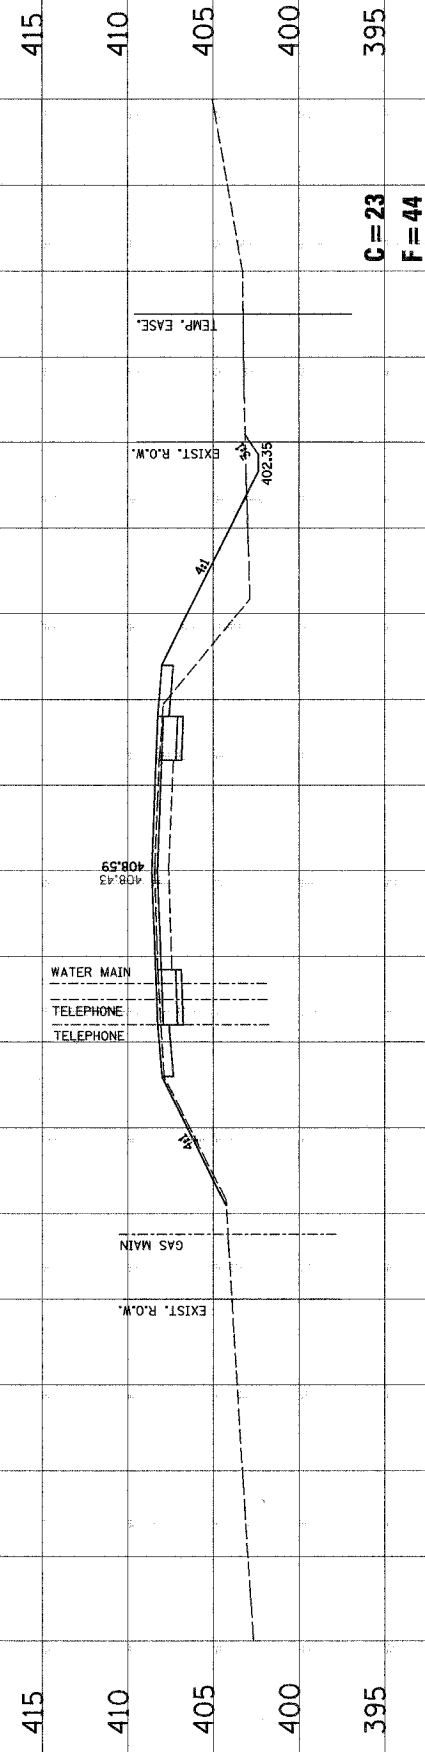 415
410
405
400
395
C = 23
F = 44
TEMP. EASE.
EXIST. R.O.W.
3:1
402.35
4:1
408.59
408.43
WATER MAIN
TELEPHONE
TELEPHONE
4:1
GAS MAIN
EXIST. R.O.W.
415
410
405
400
395